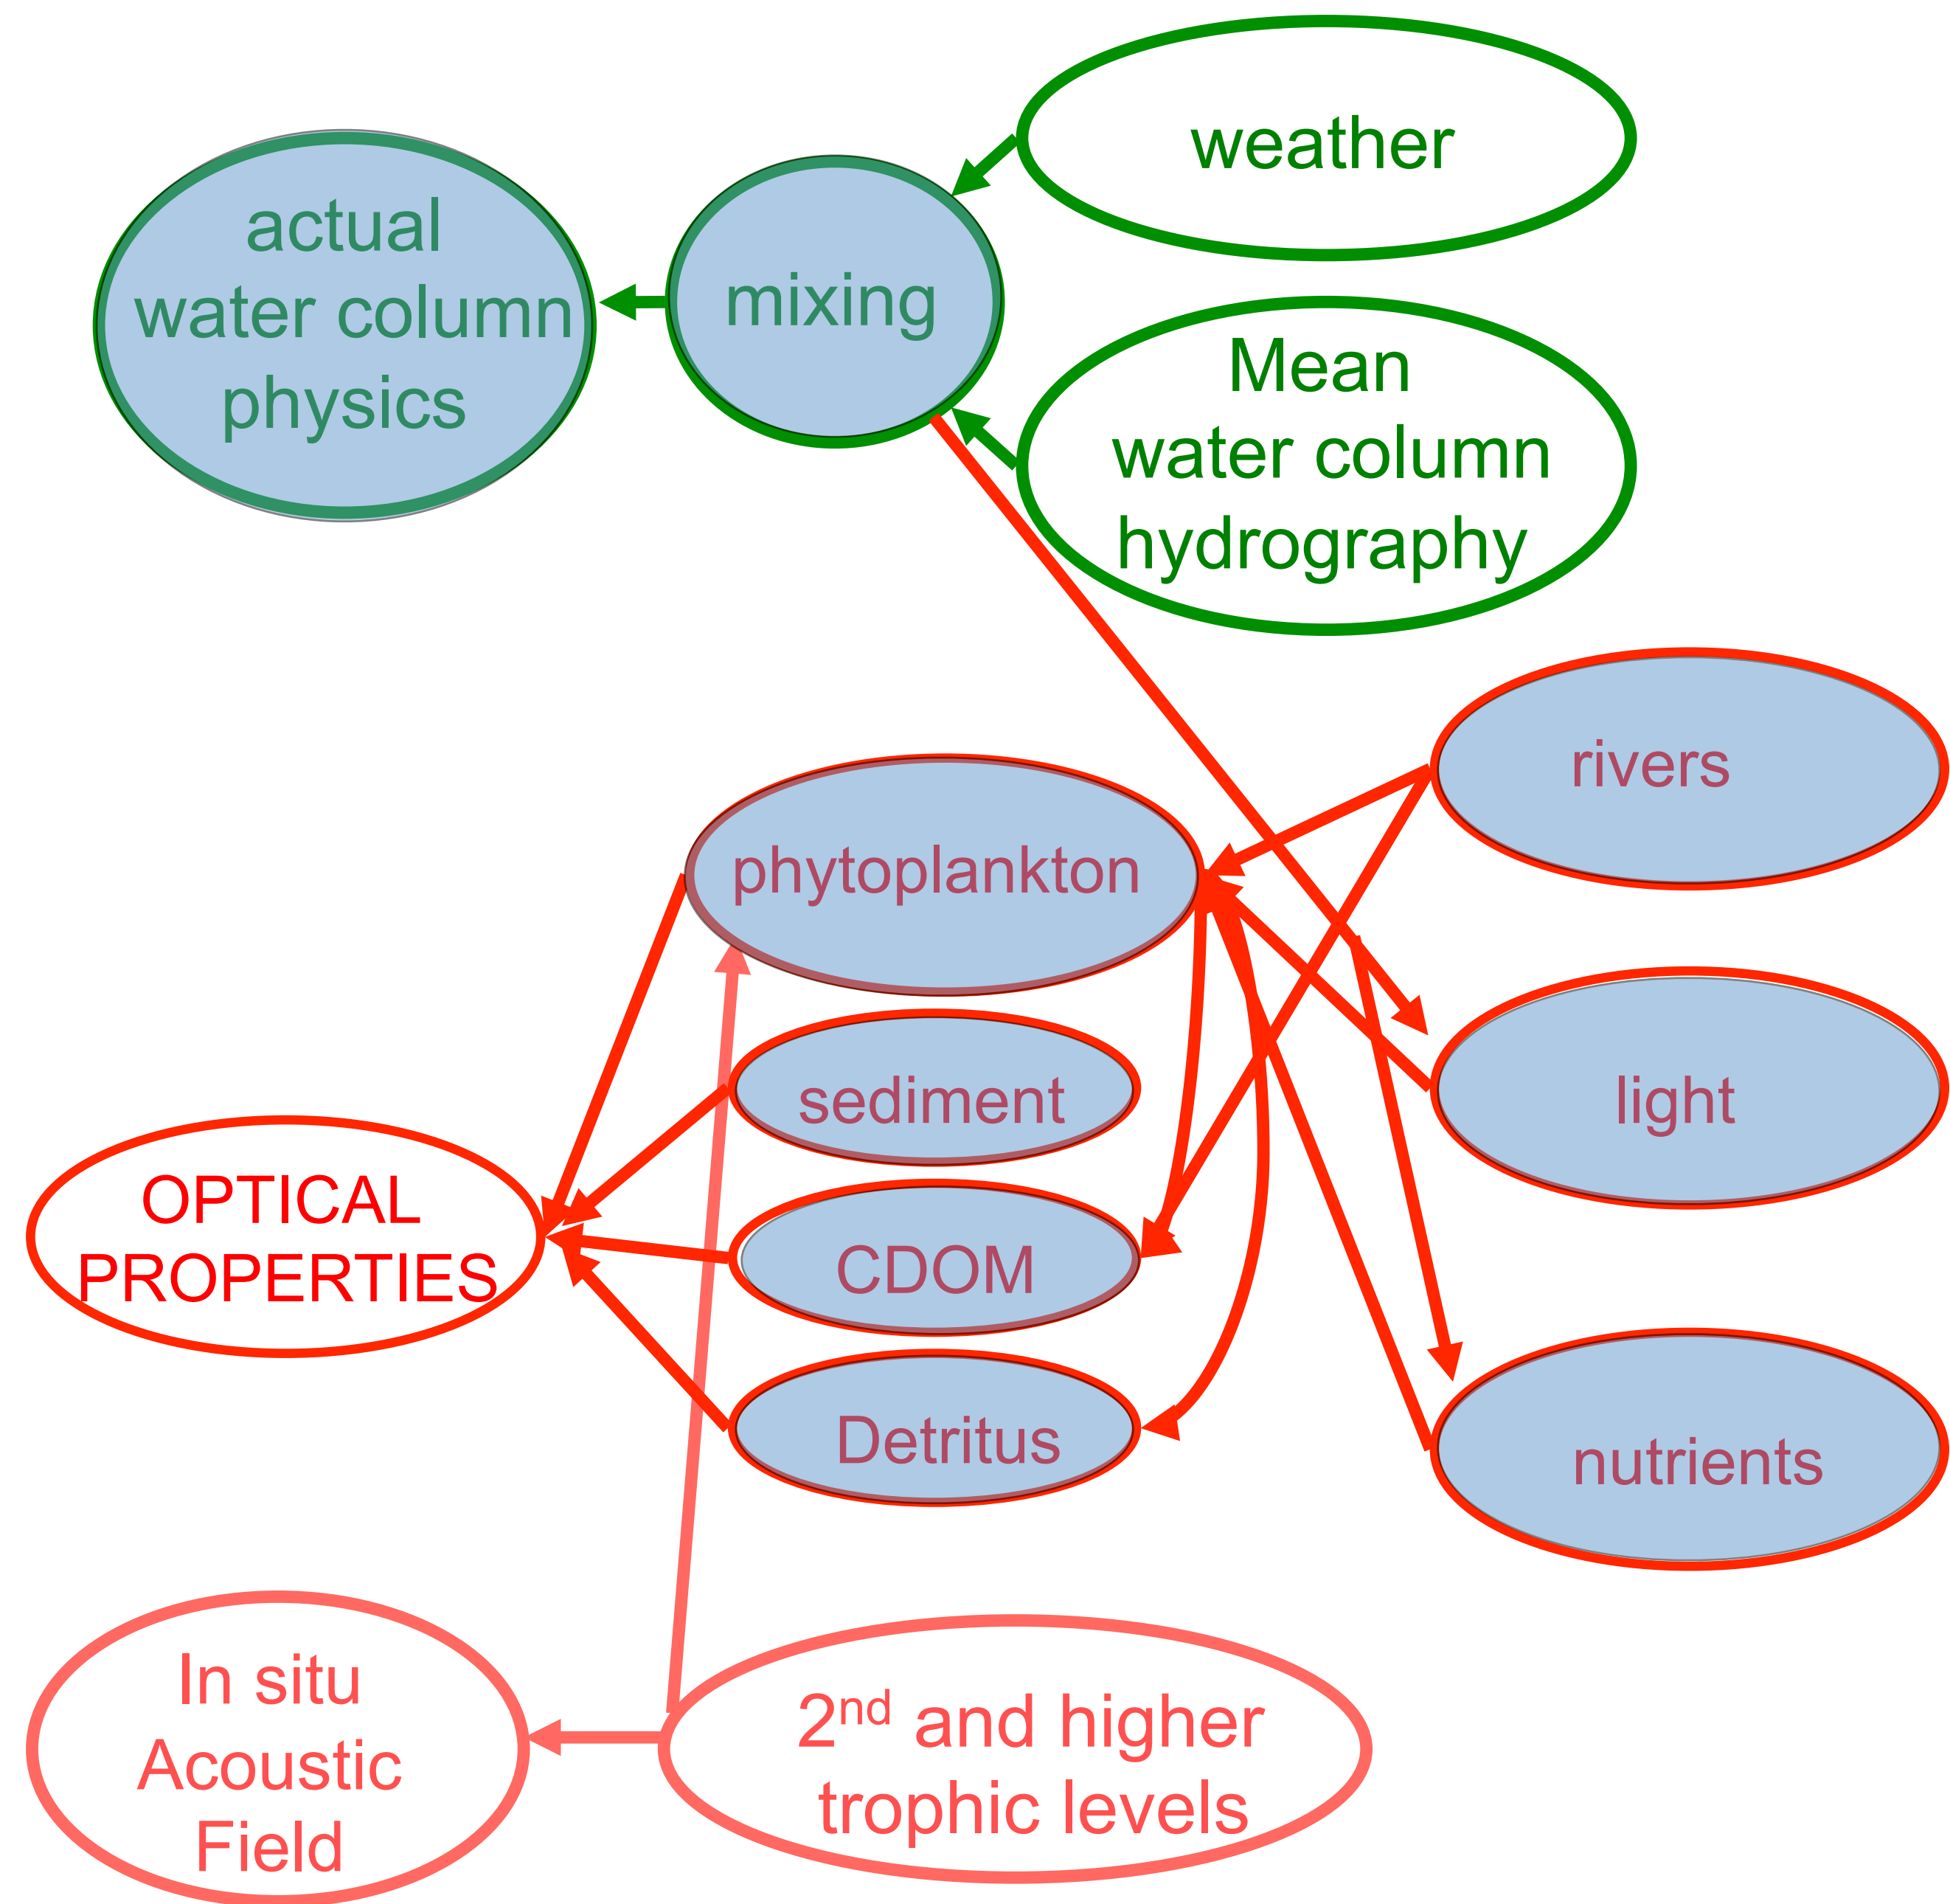 weather
actual
water column
physics
mixing
Mean
water column
hydrography
rivers
phytoplankton
sediment
light
OPTICAL
PROPERTIES
CDOM
Detritus
nutrients
In situ
Acoustic
Field
2nd and higher
trophic levels